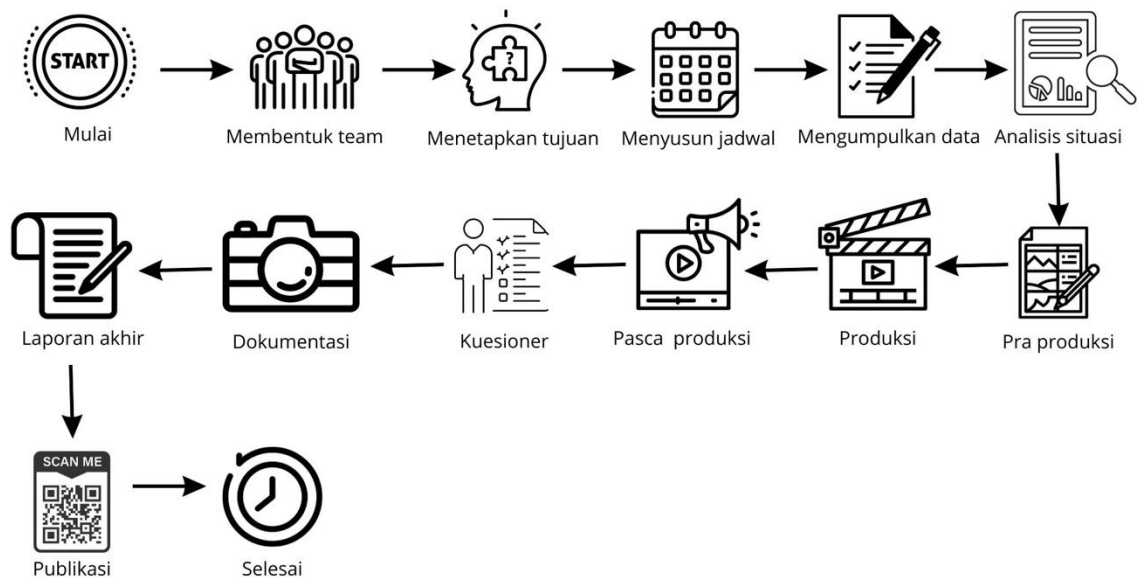 START
Mulai
Membentuk team
?
Menetapkan tujuan
Menyusun jadwal
Mengumpulkan data
Analisis situasi
Pra produksi
Produksi
Pasca produksi
Kuesioner
Dokumentasi
Laporan akhir
SCAN ME
Publikasi
Selesai